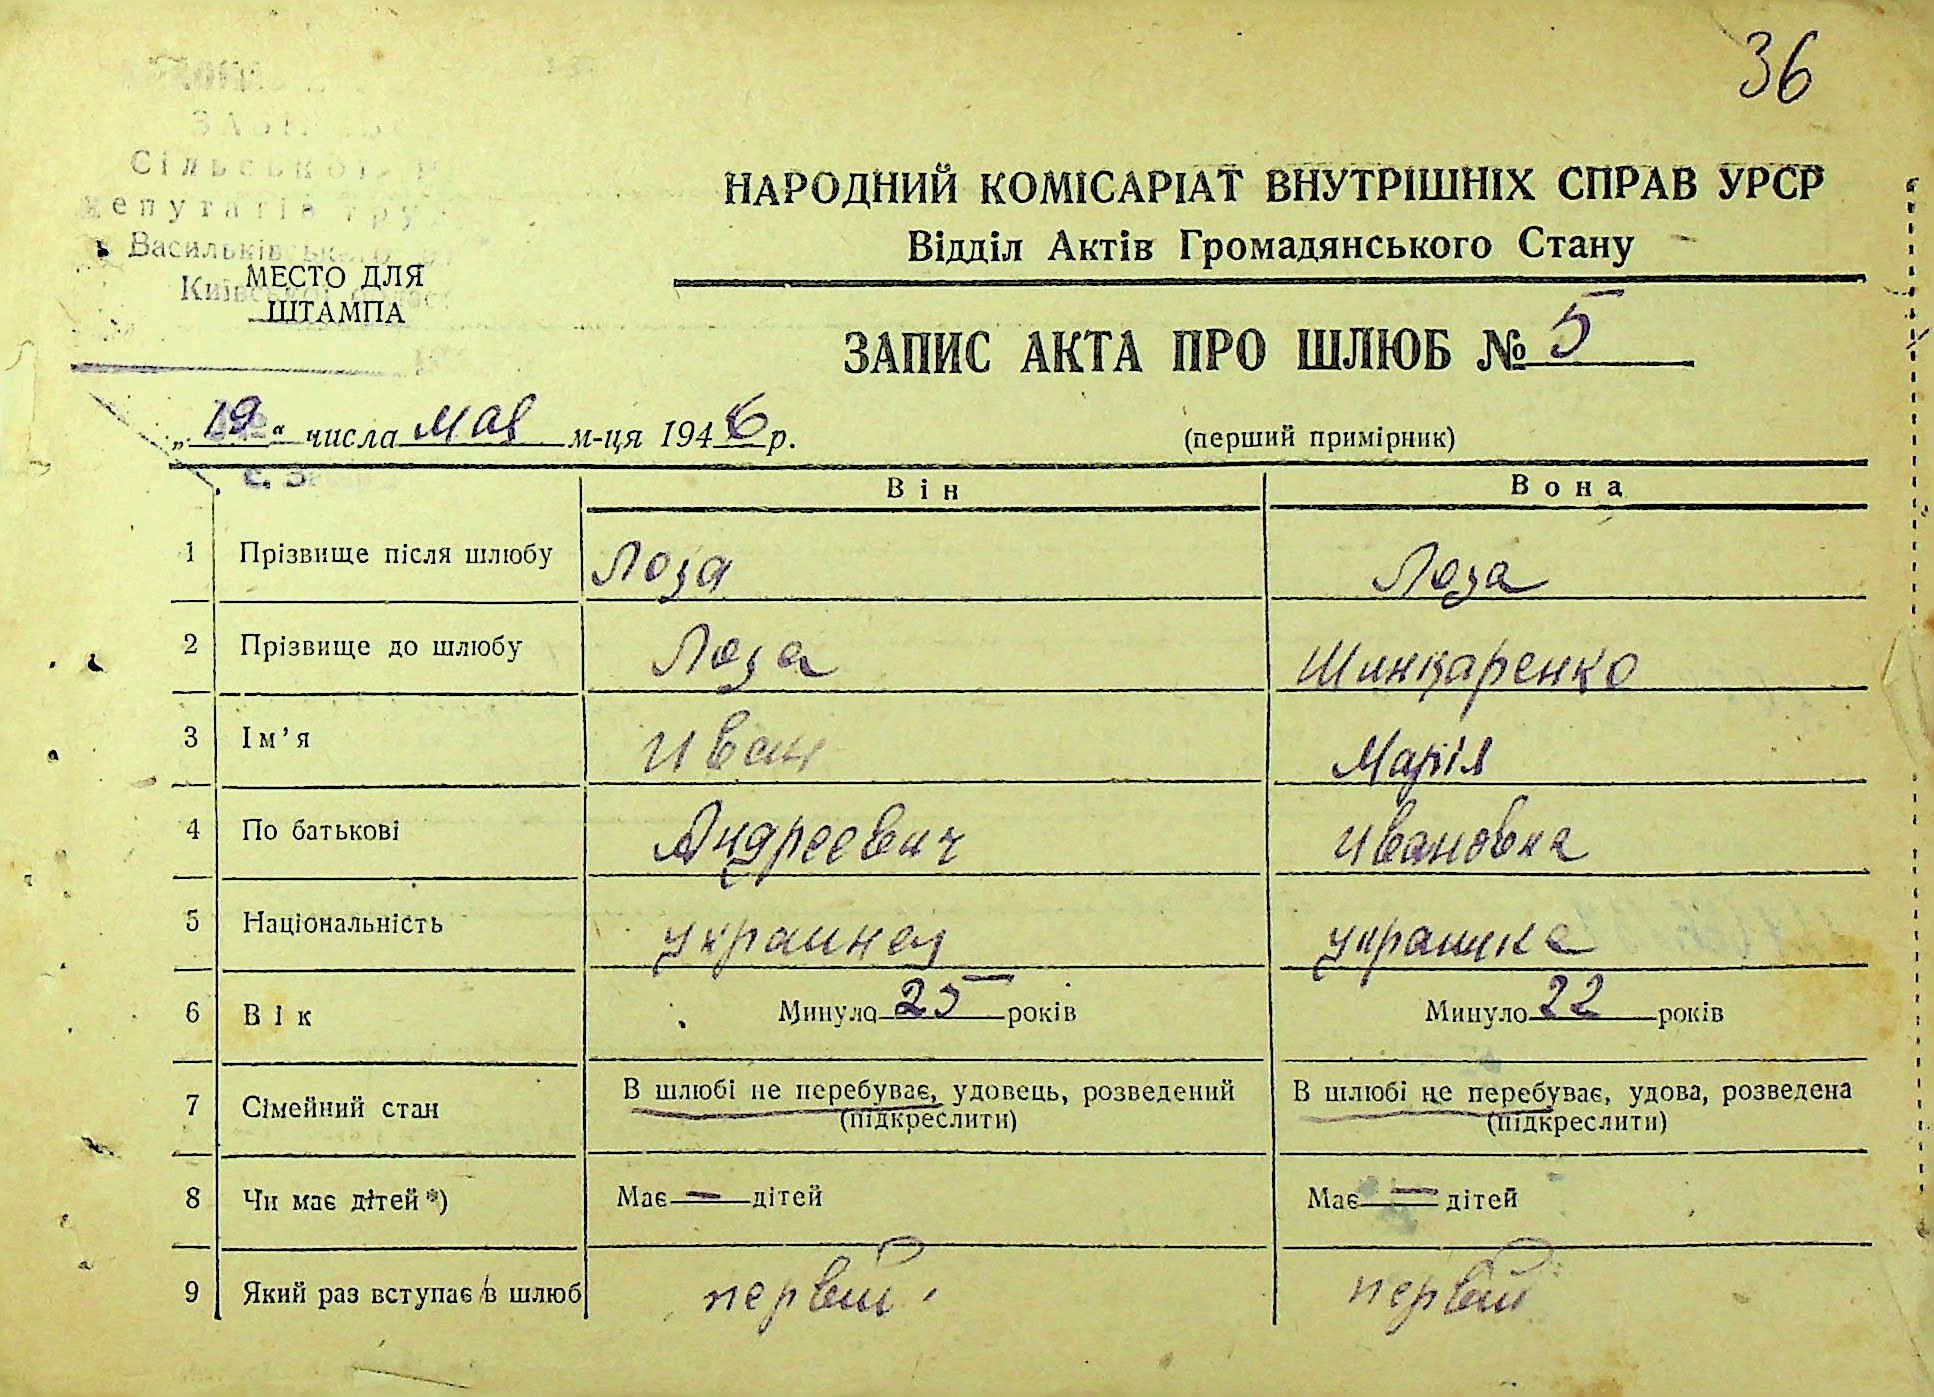 36
Сільської
Васильківського
НАРОДНИЙ КОМІСАРІАТ ВНУТРІШНІХ СПРАВ УРСР
Відділ Актів Громадянського Стану
МЕСТО ДЛЯ
ШТАМПА
ЗАПИС АКТА ПРО ШЛЮБ № 5
„19“ числа мая м-ця 1946 р. (перший примірник)
Він Вона
1 Прізвище після шлюбу Лоза Лоза
2 Прізвище до шлюбу Лоза Шинкаренко
3 Ім'я Иван Марія
4 По батькові Андреевич Ивановна
5 Національність украинец украинка
6 Вік Минуло 25 років Минуло 22 років
7 Сімейний стан В шлюбі не перебуває, удовець, розведений В шлюбі не перебуває, удова, розведена
(підкреслити) (підкреслити)
8 Чи має дітей*) Має — дітей Має — дітей
9 Який раз вступає в шлюб первый первый